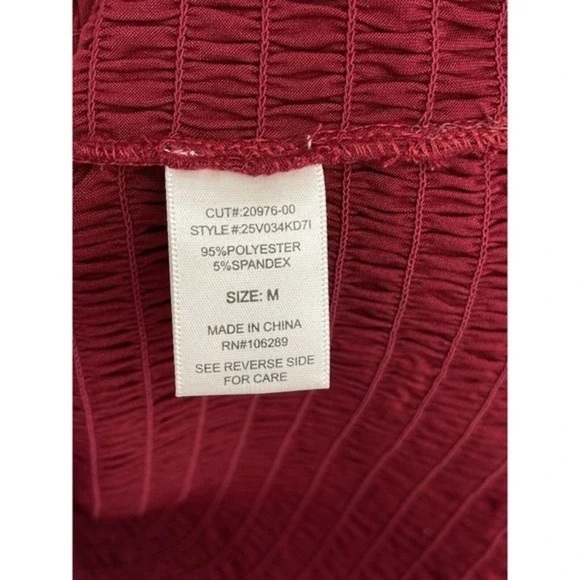 CUT#:20976-00
STYLE #:25V034KD7I
95%POLYESTER
5%SPANDEX
SIZE: M
MADE IN CHINA
RN#106289
SEE REVERSE SIDE
FOR CARE